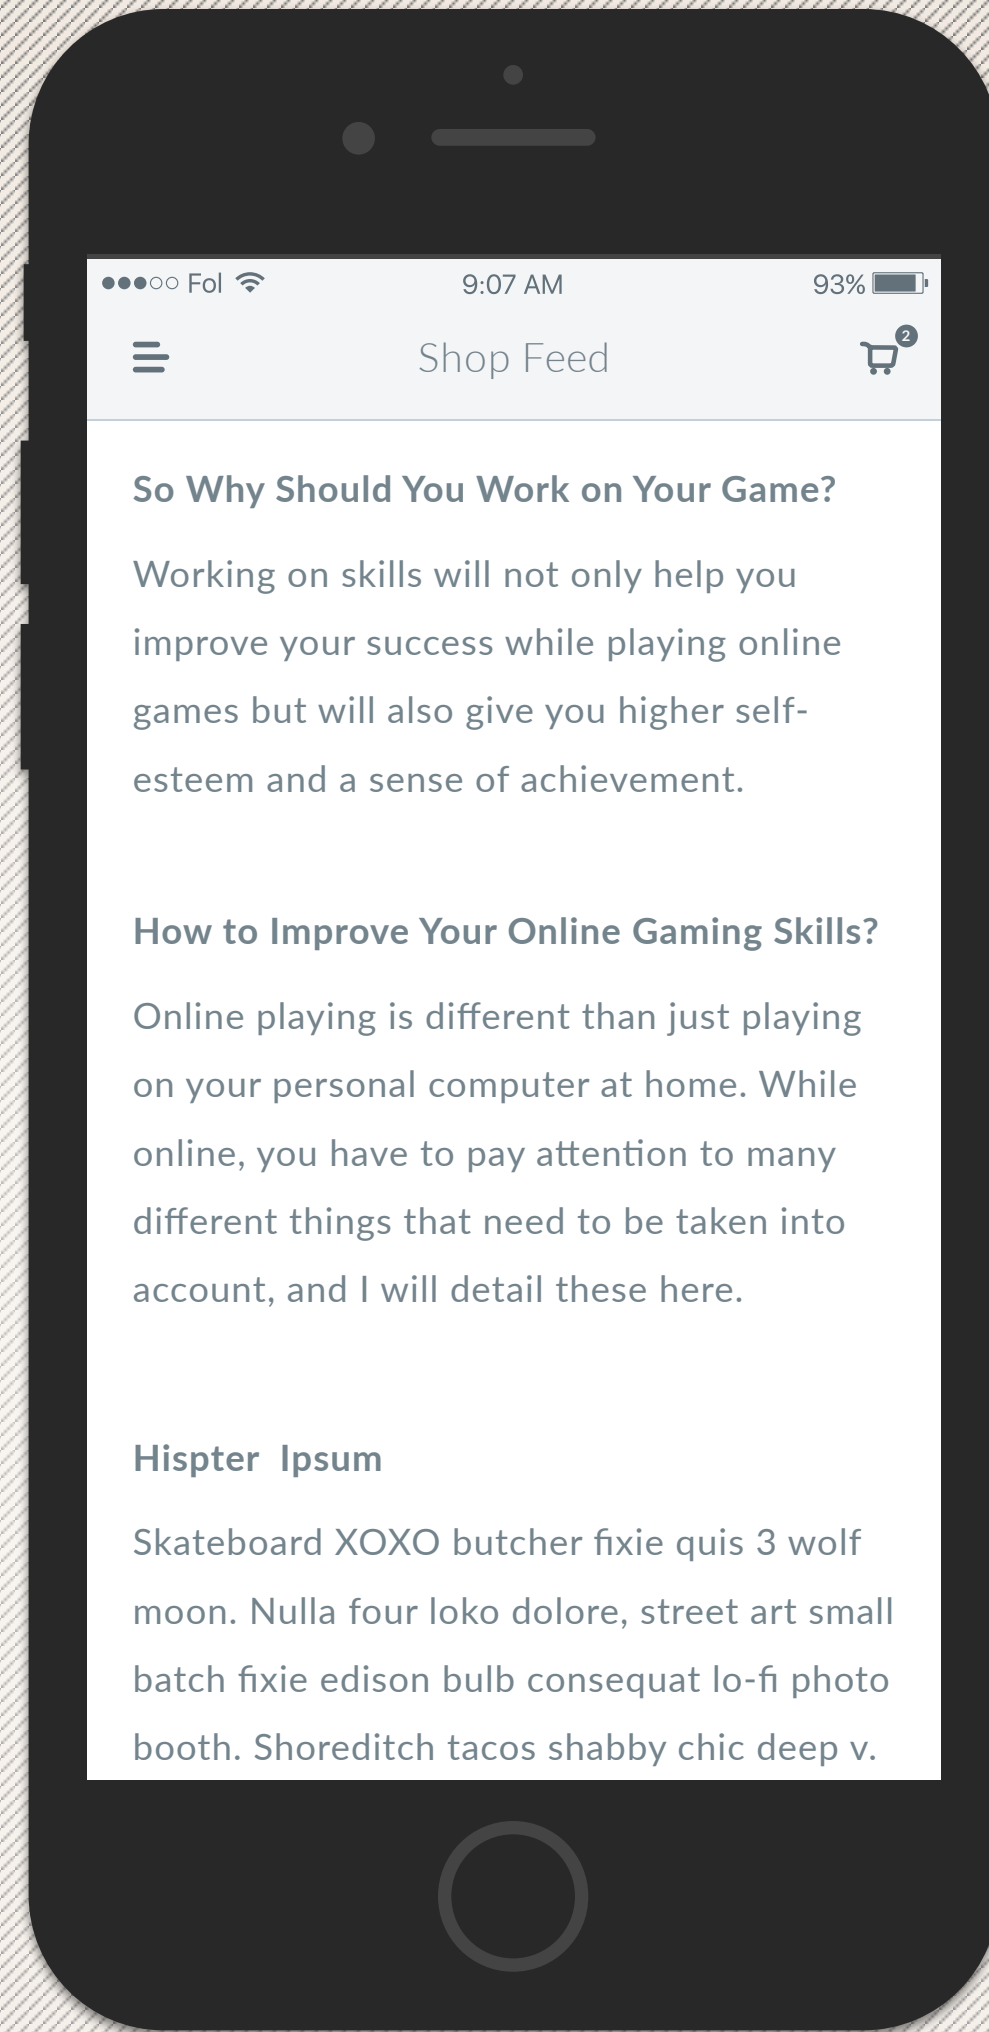 Fol 9:07 AM 93%
Shop Feed 2
So Why Should You Work on Your Game?
Working on skills will not only help you
improve your success while playing online
games but will also give you higher self-
esteem and a sense of achievement.
How to Improve Your Online Gaming Skills?
Online playing is different than just playing
on your personal computer at home. While
online, you have to pay attention to many
different things that need to be taken into
account, and I will detail these here.
Hispter  Ipsum
Skateboard XOXO butcher fixie quis 3 wolf
moon. Nulla four loko dolore, street art small
batch fixie edison bulb consequat lo-fi photo
booth. Shoreditch tacos shabby chic deep v.